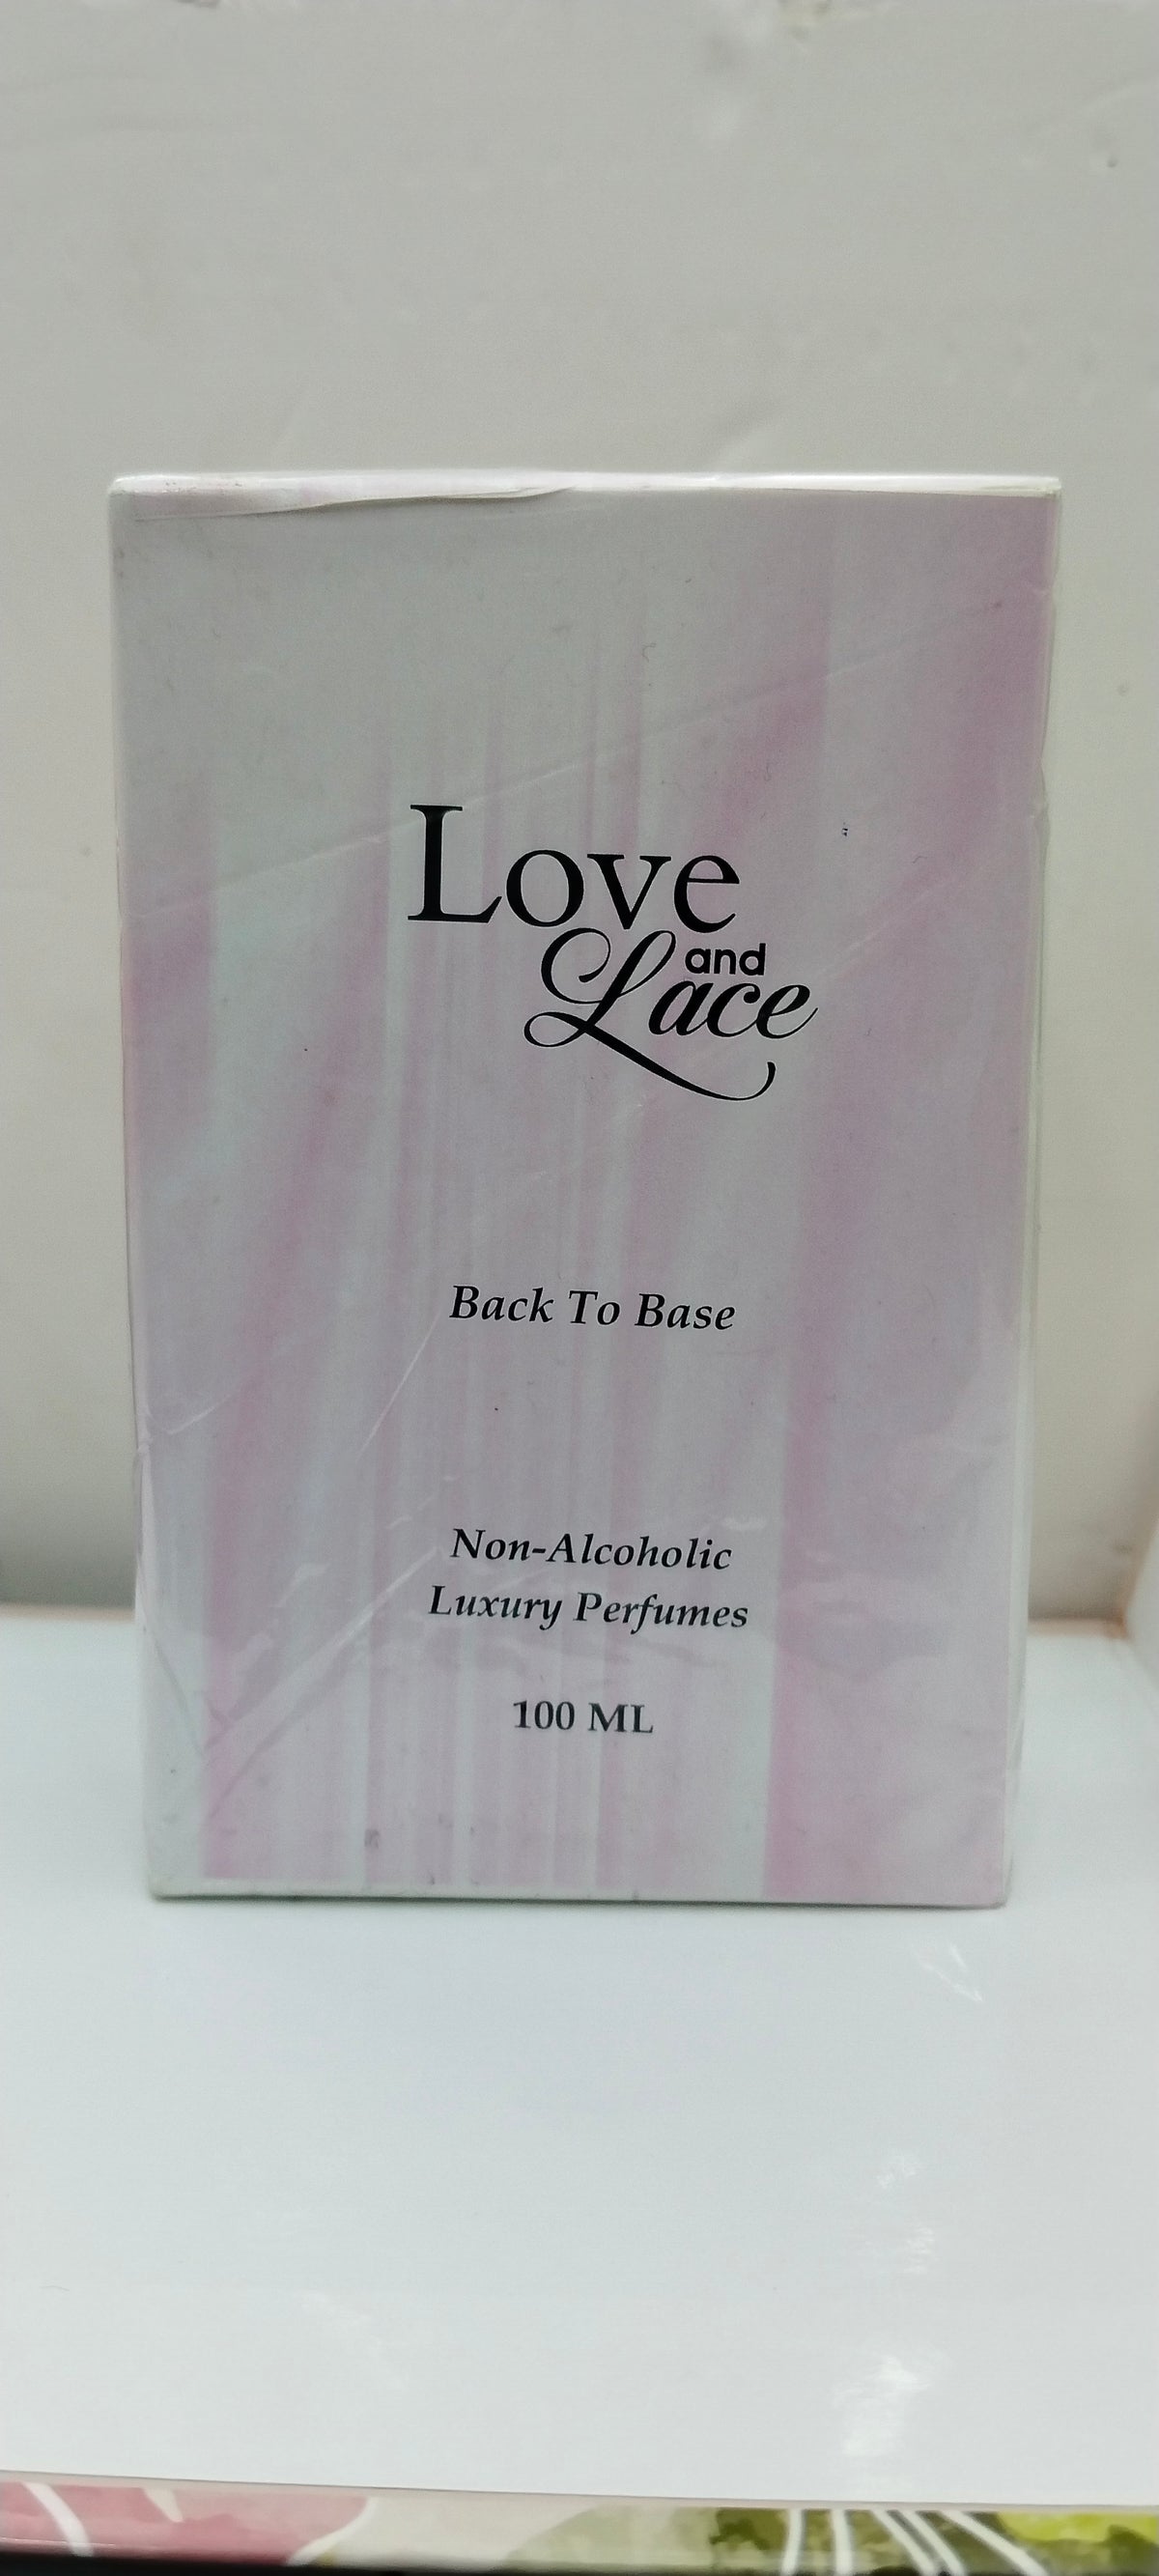 Love
and
Lace
Back To Base
Non-Alcoholic
Luxury Perfumes
100 ML